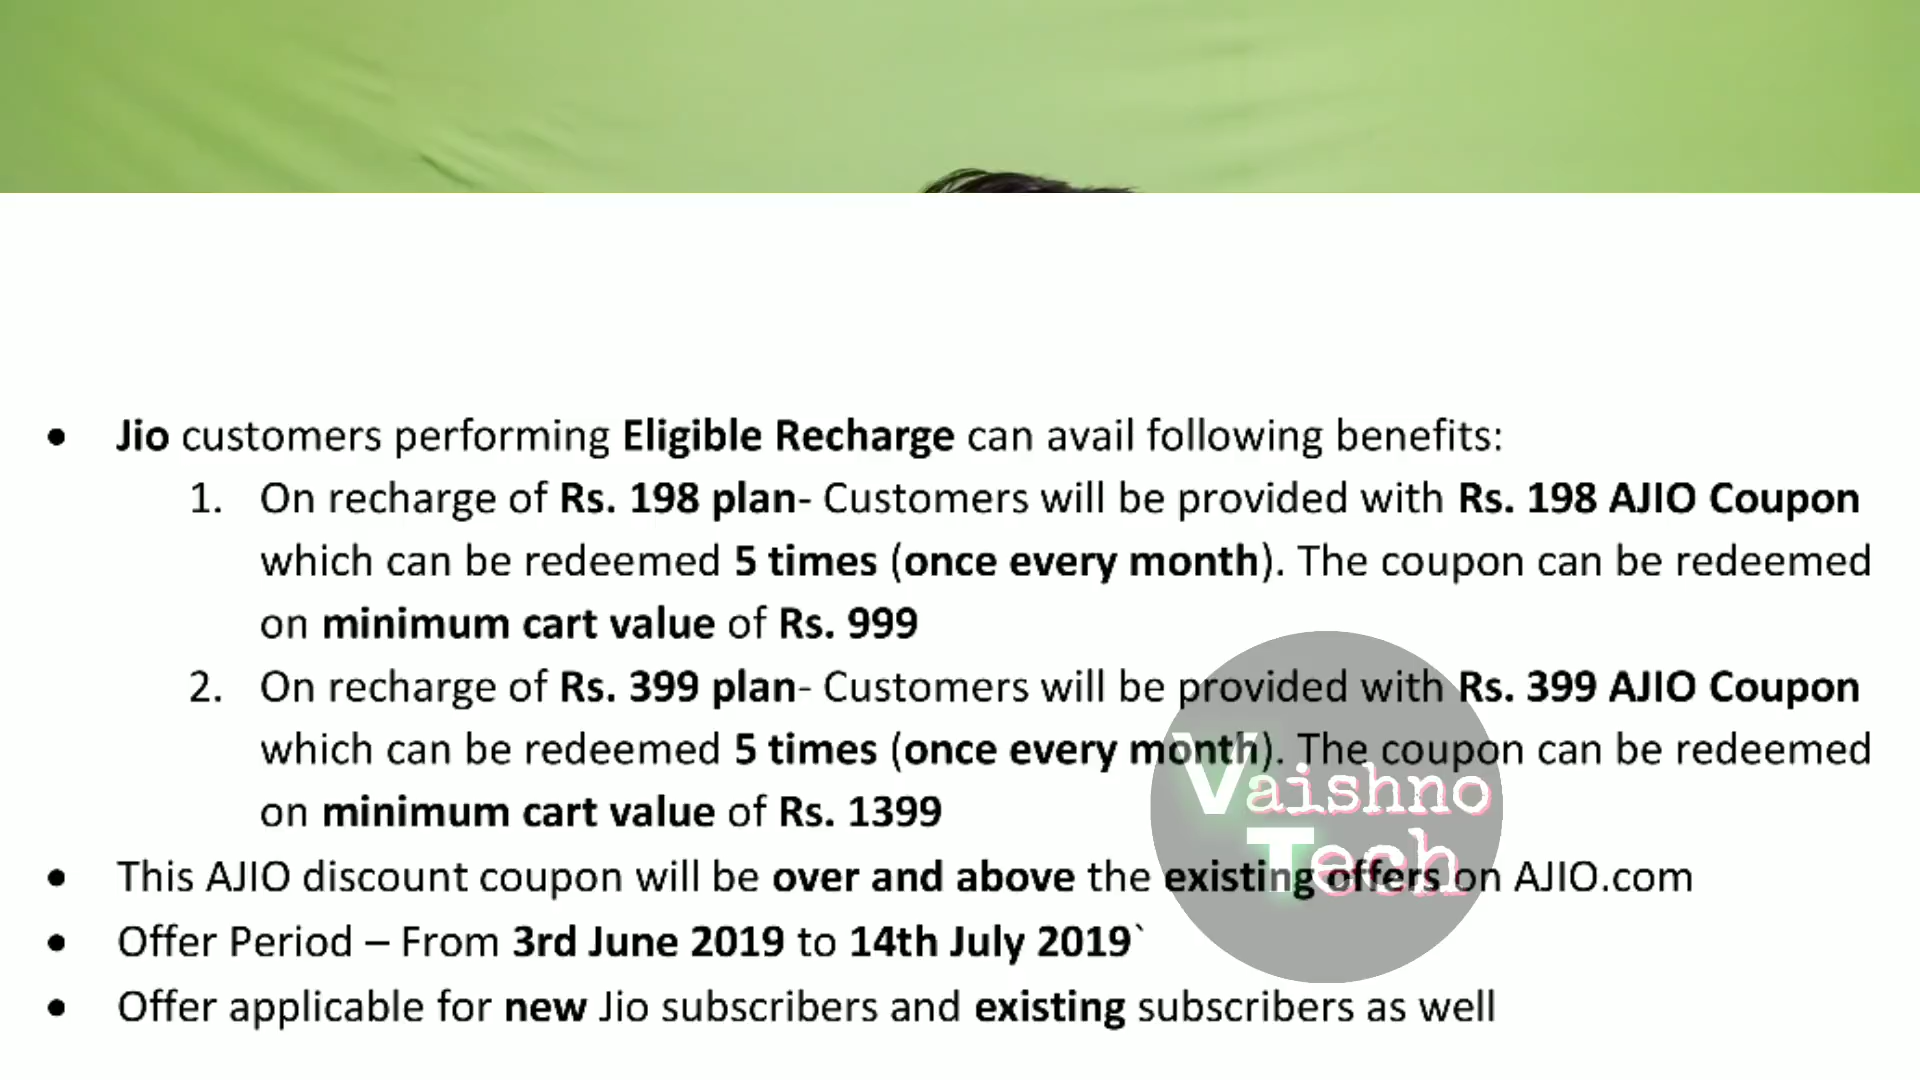 • Jio customers performing Eligible Recharge can avail following benefits:
1. On recharge of Rs. 198 plan- Customers will be provided with Rs. 198 AJIO Coupon
which can be redeemed 5 times (once every month). The coupon can be redeemed
on minimum cart value of Rs. 999
2. On recharge of Rs. 399 plan- Customers will be provided with Rs. 399 AJIO Coupon
which can be redeemed 5 times (once every month). The coupon can be redeemed
on minimum cart value of Rs. 1399
• This AJIO discount coupon will be over and above the existing offers on AJIO.com
• Offer Period – From 3rd June 2019 to 14th July 2019`
• Offer applicable for new Jio subscribers and existing subscribers as well
Vaishno
Tech